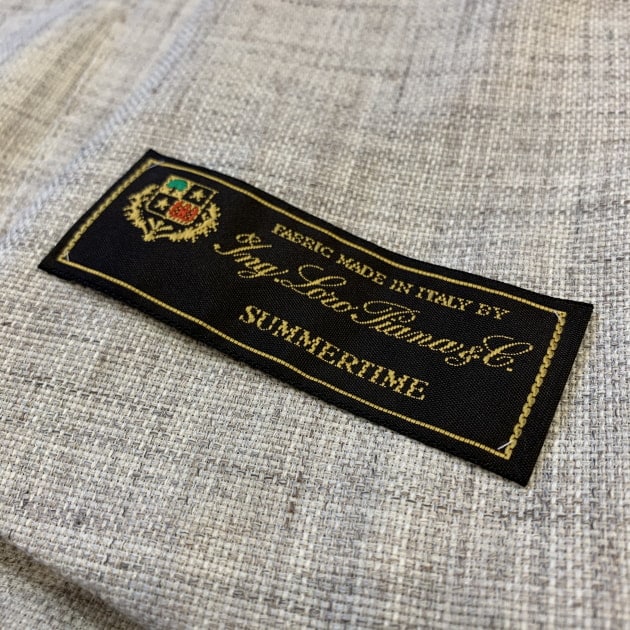 FABRIC MADE IN ITALY BY
Ing. Loro Piana & C.
SUMMERTIME